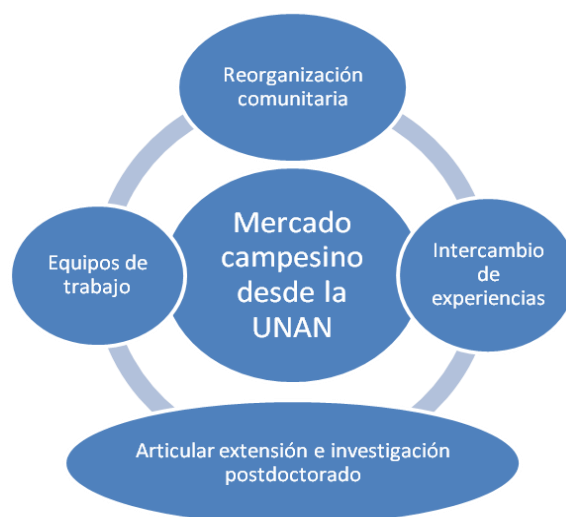 Reorganización
comunitaria
Mercado
campesino
desde la
UNAN
Equipos de
trabajo
Intercambio
de
experiencias
Articular extensión e investigación
postdoctorado